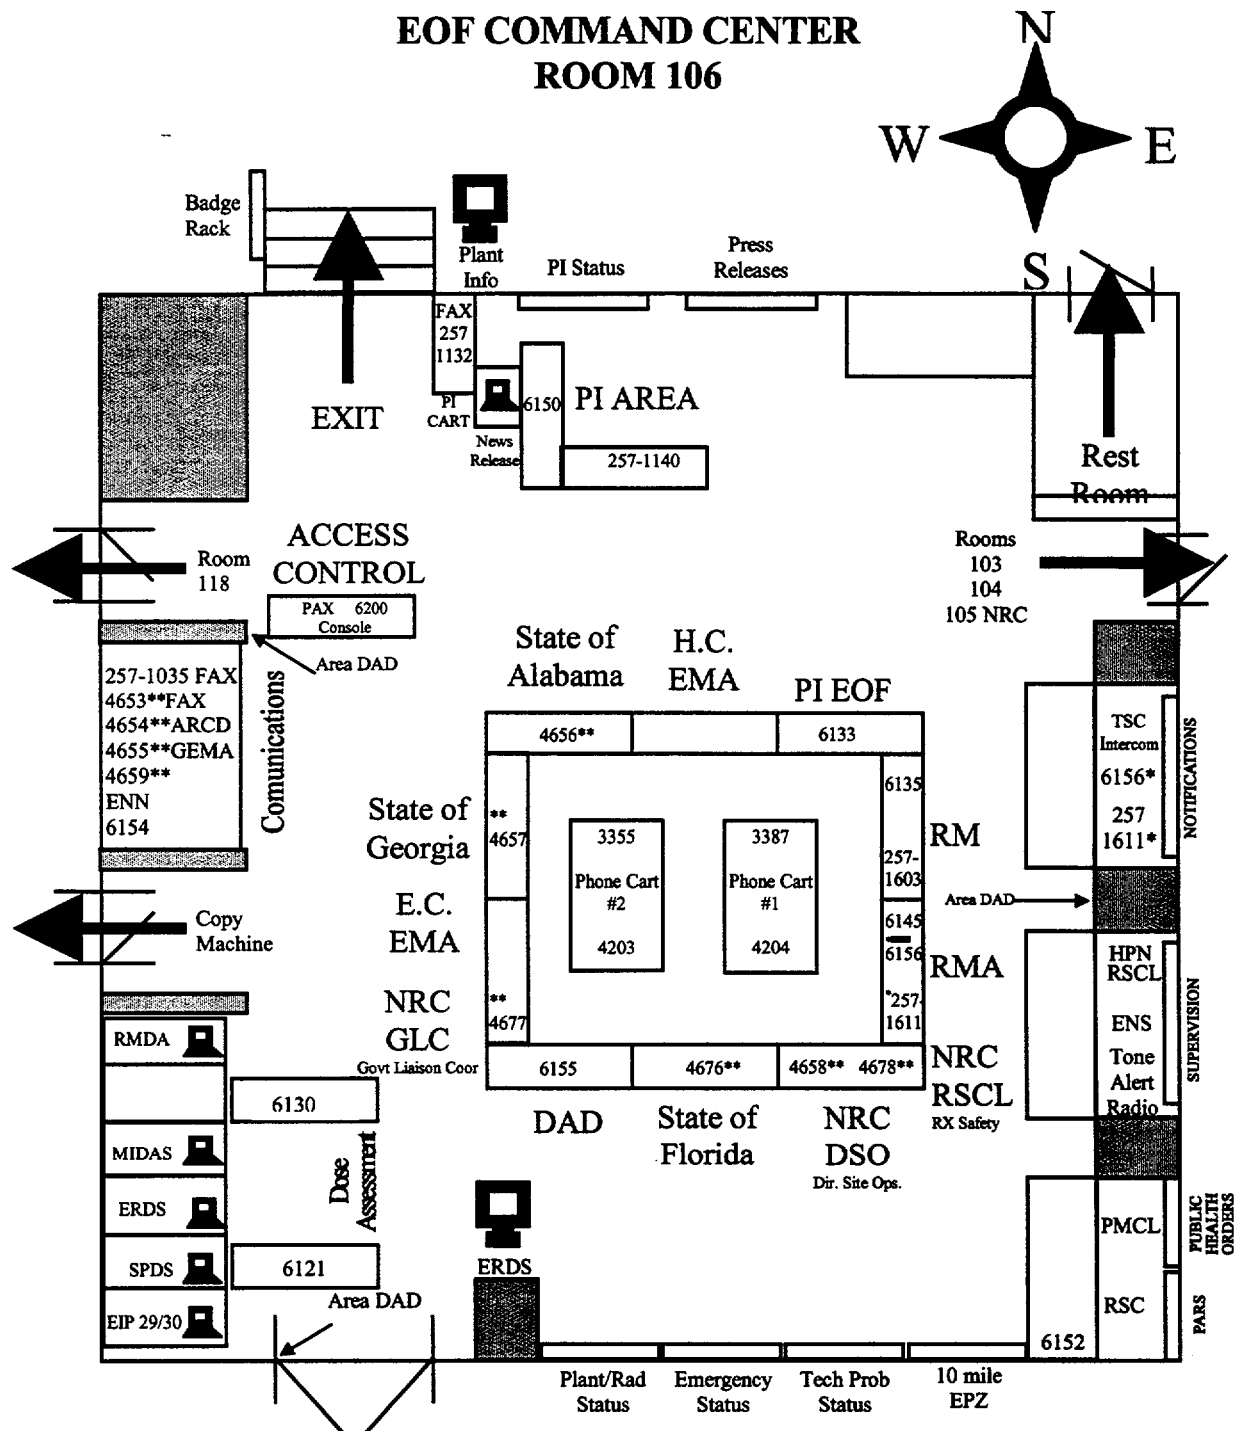 EOF COMMAND CENTER
ROOM 106
N
W
E
S
Badge
Rack
Plant
Info
PI Status
Press
Releases
FAX
257
1132
PI
CART
News
Release
6150
PI AREA
257-1140
EXIT
Rest
Room
ACCESS
CONTROL
Room
118
PAX 6200
Console
Area DAD
Rooms
103
104
105 NRC
257-1035 FAX
4653**FAX
4654**ARCD
4655**GEMA
4659**
ENN
6154
Comunications
State of
Alabama
H.C.
EMA
PI EOF
4656**
6133
State of
Georgia
**
4657
3355
Phone Cart
#2
4203
3387
Phone Cart
#1
4204
6135
257-
1603
RM
TSC
Intercom
6156*
257
1611*
NOTIFICATIONS
Area DAD
Copy
Machine
E.C.
EMA
6145
6156
*257-
1611
RMA
NRC
GLC
Govt Liaison Coor
**
4677
HPN
RSCL
ENS
Tone
Alert
Radio
SUPERVISION
6155
4676**
4658** 4678**
NRC
RSCL
RX Safety
DAD
State of
Florida
NRC
DSO
Dir. Site Ops.
RMDA
6130
MIDAS
Dose
Assessment
ERDS
SPDS
6121
EIP 29/30
Area DAD
ERDS
PMCL
PUBLIC
HEALTH
ORDERS
RSC
PARS
6152
Plant/Rad
Status
Emergency
Status
Tech Prob
Status
10 mile
EPZ